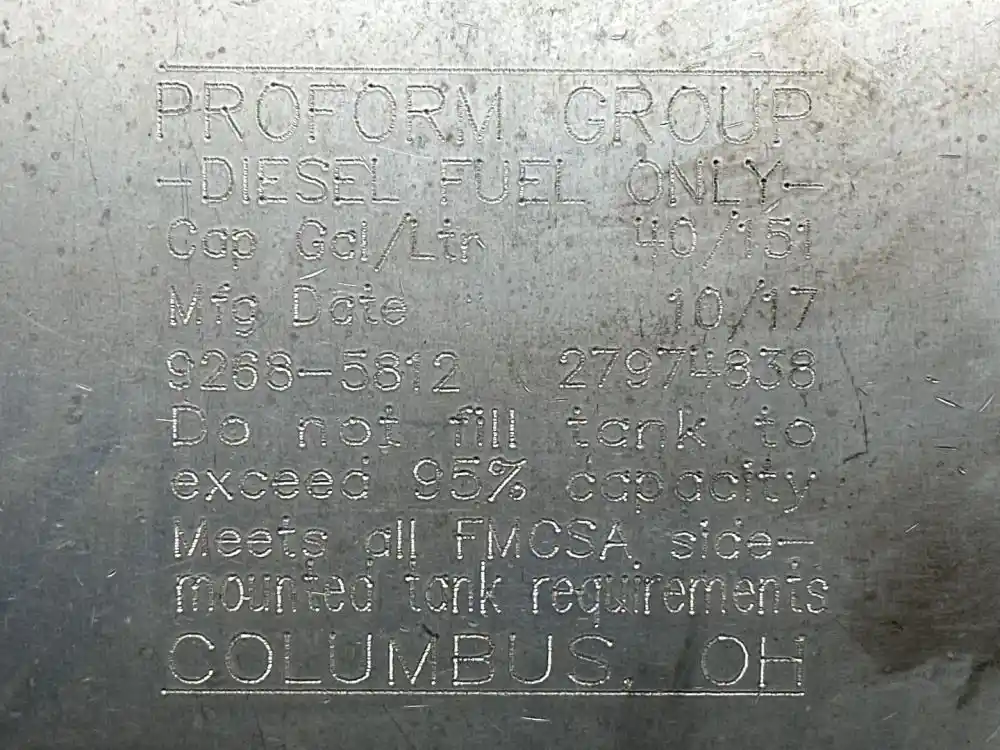 PROFORM GROUP
-DIESEL FUEL ONLY-
Cap Gal/Ltr 40/151
Mfg Date 10/17
9268-5812 27974838
Do not fill tank to
exceed 95% capacity
Meets all FMCSA side-
mounted tank requirements
COLUMBUS, OH